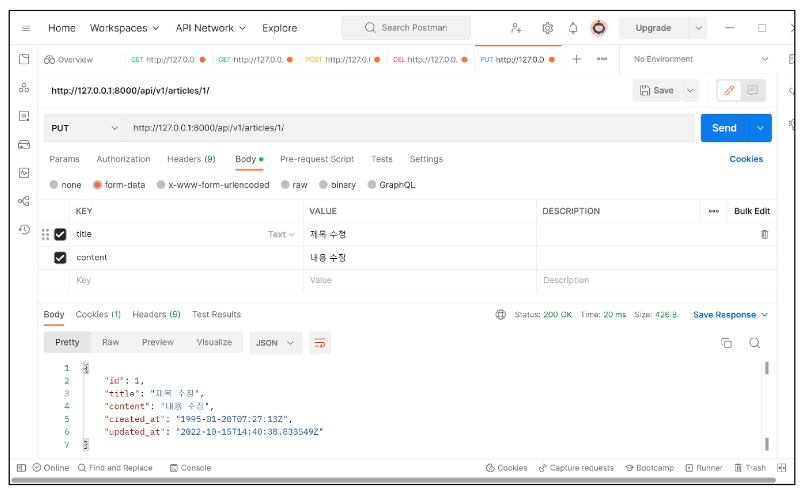 Home Workspaces API Network Explore Search Postman Upgrade
Overview GET http://127.0.0 GET http://127.0.0. POST http://127.0.( DEL http://127.0.0. PUT http://127.0.0 No Environment
http://127.0.0.1:8000/api/v1/articles/1/ Save
PUT http://127.0.0.1:8000/api/v1/articles/1/ Send
Params Authorization Headers (9) Body Pre-request Script Tests Settings Cookies
none form-data x-www-form-urlencoded raw binary GraphQL
KEY VALUE DESCRIPTION Bulk Edit
title Text 제목 수정
content 내용 수정
Key Value Description
Body Cookies (1) Headers (9) Test Results Status: 200 OK Time: 20 ms Size: 426 B Save Response
Pretty Raw Preview Visualize JSON
1 {
2 "id": 1,
3 "title": "제목 수정",
4 "content": "내용 수정",
5 "created_at": "1995-01-20T07:27:13Z",
6 "updated_at": "2022-10-15T14:40:38.833549Z"
7 }
Online Find and Replace Console Cookies Capture requests Bootcamp Runner Trash